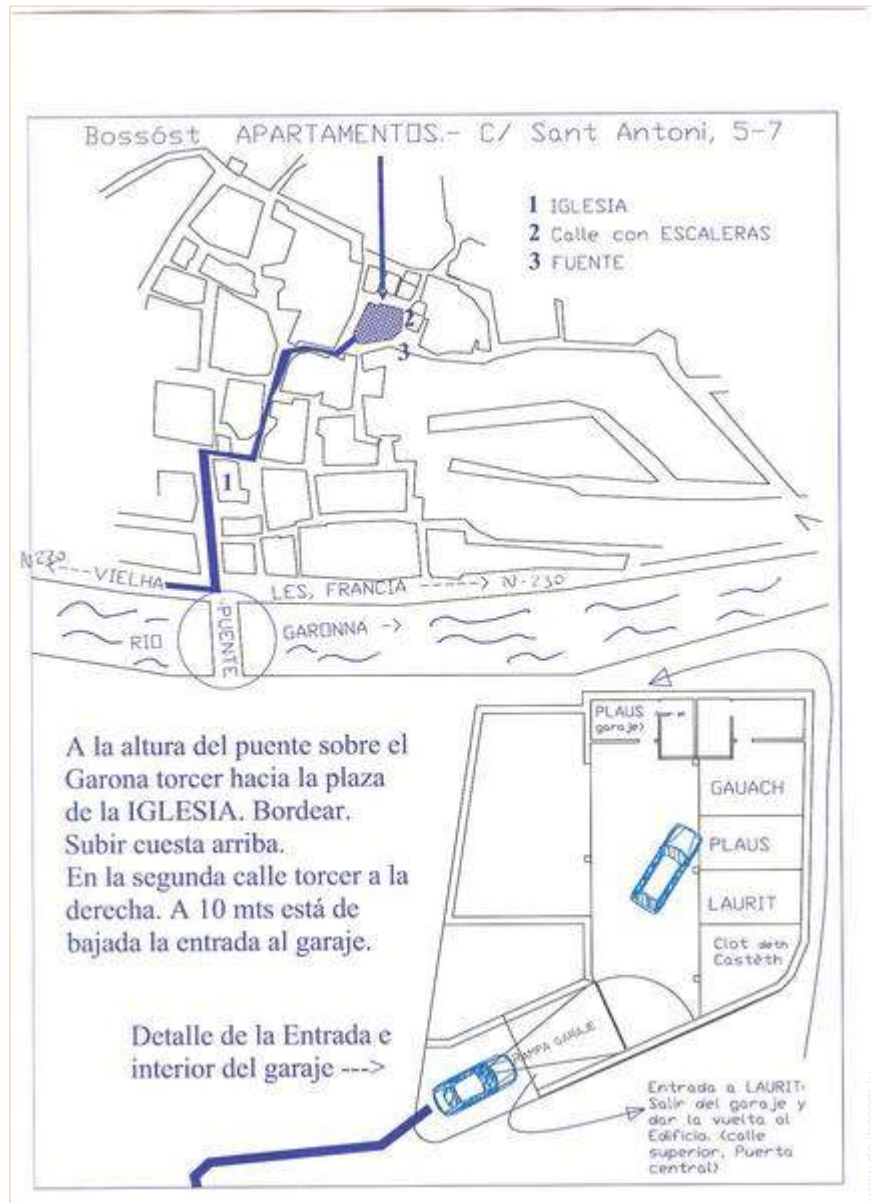 Bossóst APARTAMENTOS.- C/ Sant Antoni, 5-7
1 IGLESIA
2 Calle con ESCALERAS
3 FUENTE
2
3
1
N-230
<---- VIELHA
LES, FRANCIA -----> N-230
RIO
PUENTE
GARONNA ->
A la altura del puente sobre el
Garona torcer hacia la plaza
de la IGLESIA. Bordear.
Subir cuesta arriba.
En la segunda calle torcer a la
derecha. A 10 mts está de
bajada la entrada al garaje.
Detalle de la Entrada e
interior del garaje --->
PLAUS (por el
garaje)
GAUACH
PLAUS
LAURIT
Clot deth
Castèth
RAMPA GARAJE
Entrada a LAURIT:
Salir del garaje y
dar la vuelta al
Edificio. (calle
superior, Puerta
central)